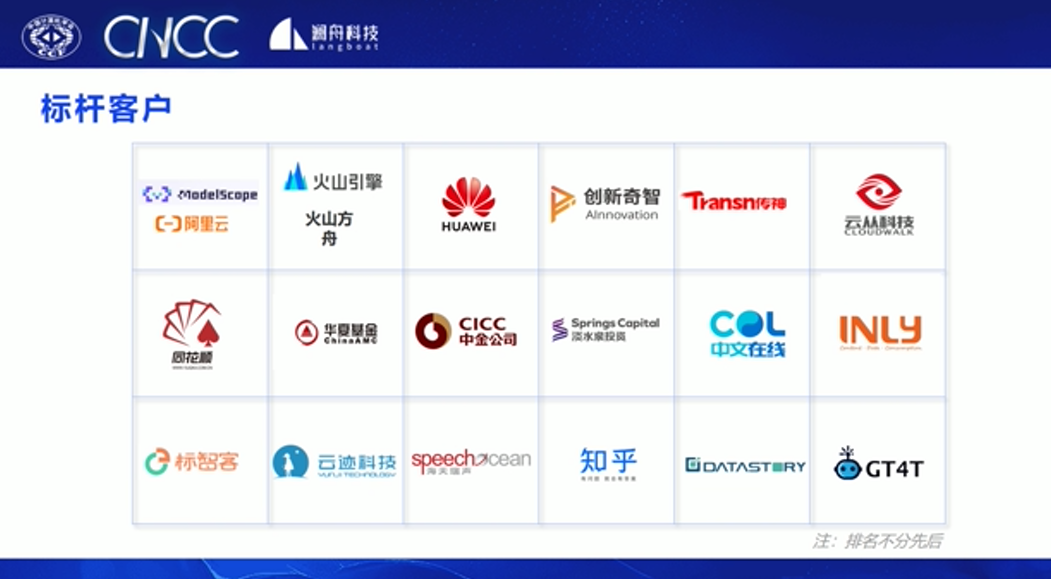 CCF
CNCC
澜舟科技
langboat
标杆客户
ModelScope
阿里云
火山引擎
火山方
舟
HUAWEI
创新奇智
AInnovation
Transn传神
云从科技
CLOUDWALK
同花顺
华夏基金
ChinaAMC
CICC
中金公司
Springs Capital
淡水泉投资
COL
中文在线
INLY
标智客
云迹科技
YUNJI TECHNOLOGY
speechocean
海天瑞声
知乎
DATASTORY
GT4T
注：排名不分先后